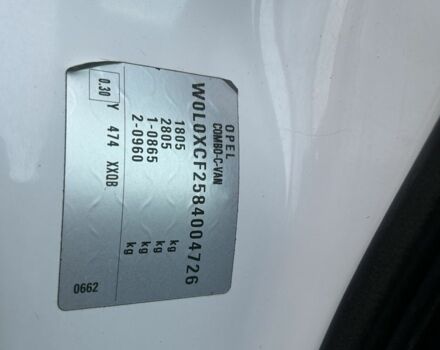 OPEL
COMBO-C-VAN
W0L0XCF2584004726
1805 kg
2805 kg
1-0865 kg
2-0960 kg
0.30 Y 474 XXQB
0662